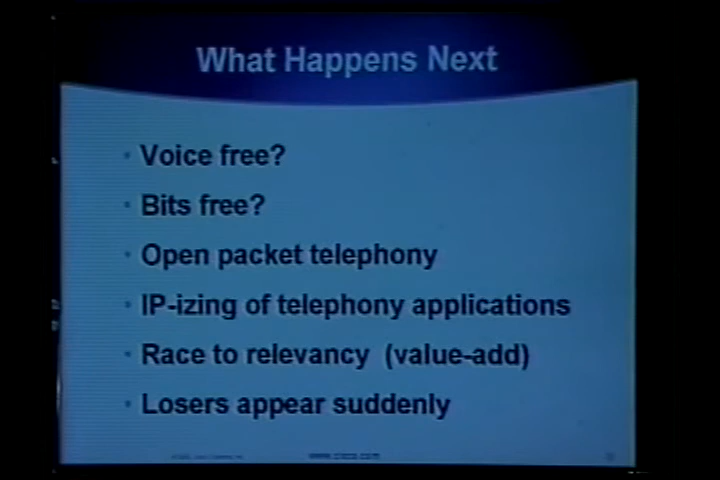 What Happens Next
· Voice free?
· Bits free?
· Open packet telephony
· IP-izing of telephony applications
· Race to relevancy (value-add)
· Losers appear suddenly
www.cisco.com